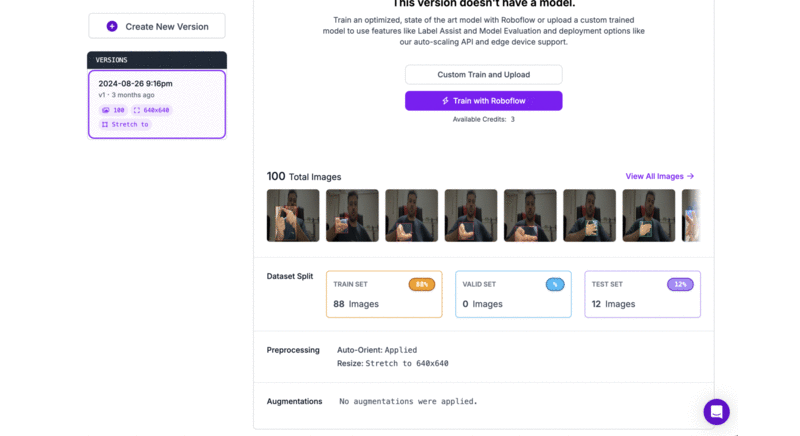 Create New Version
VERSIONS
2024-08-26 9:16pm
v1 · 3 months ago
100 640x640
Stretch to
This version doesn't have a model.
Train an optimized, state of the art model with Roboflow or upload a custom trained
model to use features like Label Assist and Model Evaluation and deployment options like
our auto-scaling API and edge device support.
Custom Train and Upload
Train with Roboflow
Available Credits: 3
100 Total Images
View All Images →
Dataset Split
TRAIN SET 88%
88 Images
VALID SET %
0 Images
TEST SET 12%
12 Images
Preprocessing
Auto-Orient: Applied
Resize: Stretch to 640x640
Augmentations
No augmentations were applied.